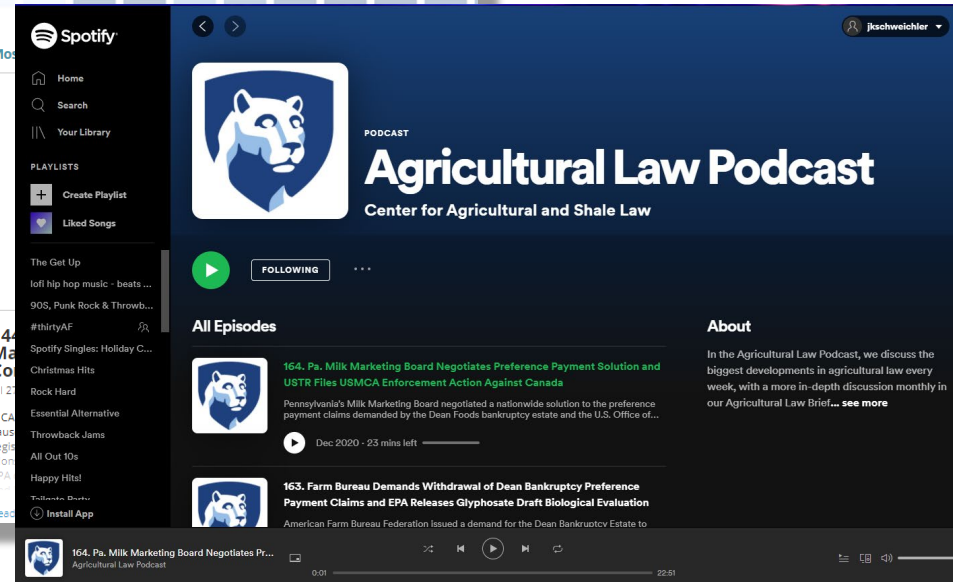 Spotify
Home
Search
Your Library
PLAYLISTS
Create Playlist
Liked Songs
The Get Up
lofi hip hop music - beats ...
90S, Punk Rock & Throwb...
#thirtyAF
Spotify Singles: Holiday C...
Christmas Hits
Rock Hard
Essential Alternative
Throwback Jams
All Out 10s
Happy Hits!
Tailgate Party
Install App
jkschweichler
PODCAST
Agricultural Law Podcast
Center for Agricultural and Shale Law
FOLLOWING
All Episodes
164. Pa. Milk Marketing Board Negotiates Preference Payment Solution and
USTR Files USMCA Enforcement Action Against Canada
Pennsylvania's Milk Marketing Board negotiated a nationwide solution to the preference
payment claims demanded by the Dean Foods bankruptcy estate and the U.S. Office of...
Dec 2020 · 23 mins left
163. Farm Bureau Demands Withdrawal of Dean Bankruptcy Preference
Payment Claims and EPA Releases Glyphosate Draft Biological Evaluation
American Farm Bureau Federation issued a demand for the Dean Bankruptcy Estate to
About
In the Agricultural Law Podcast, we discuss the
biggest developments in agricultural law every
week, with a more in-depth discussion monthly in
our Agricultural Law Brief... see more
164. Pa. Milk Marketing Board Negotiates Pr...
Agricultural Law Podcast
0:01
22:51